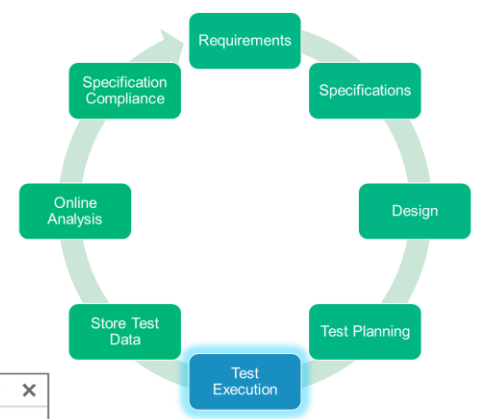 Requirements
Specifications
Design
Test Planning
Test
Execution
Store Test
Data
Online
Analysis
Specification
Compliance